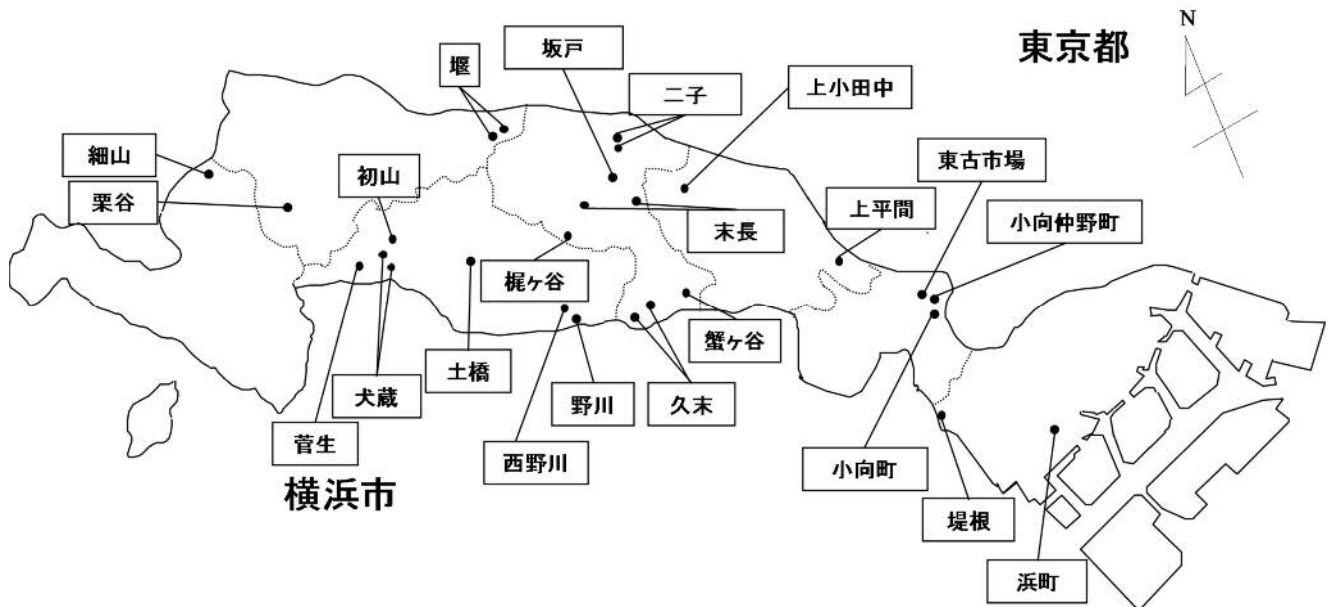 N
東京都
坂戸
堰
二子
上小田中
細山
初山
東古市場
栗谷
上平間
小向仲野町
末長
梶ヶ谷
蟹ヶ谷
土橋
犬蔵
野川
久末
菅生
西野川
小向町
横浜市
堤根
浜町